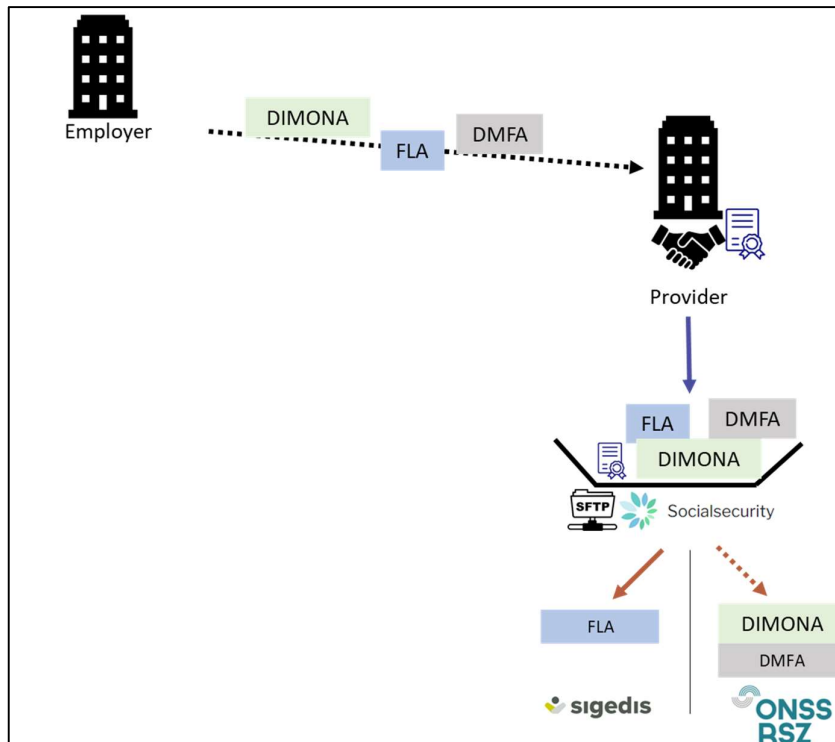 Employer
DIMONA
FLA
DMFA
Provider
FLA
DMFA
DIMONA
SFTP
Socialsecurity
FLA
DIMONA
DMFA
sigedis
ONSS
RSZ